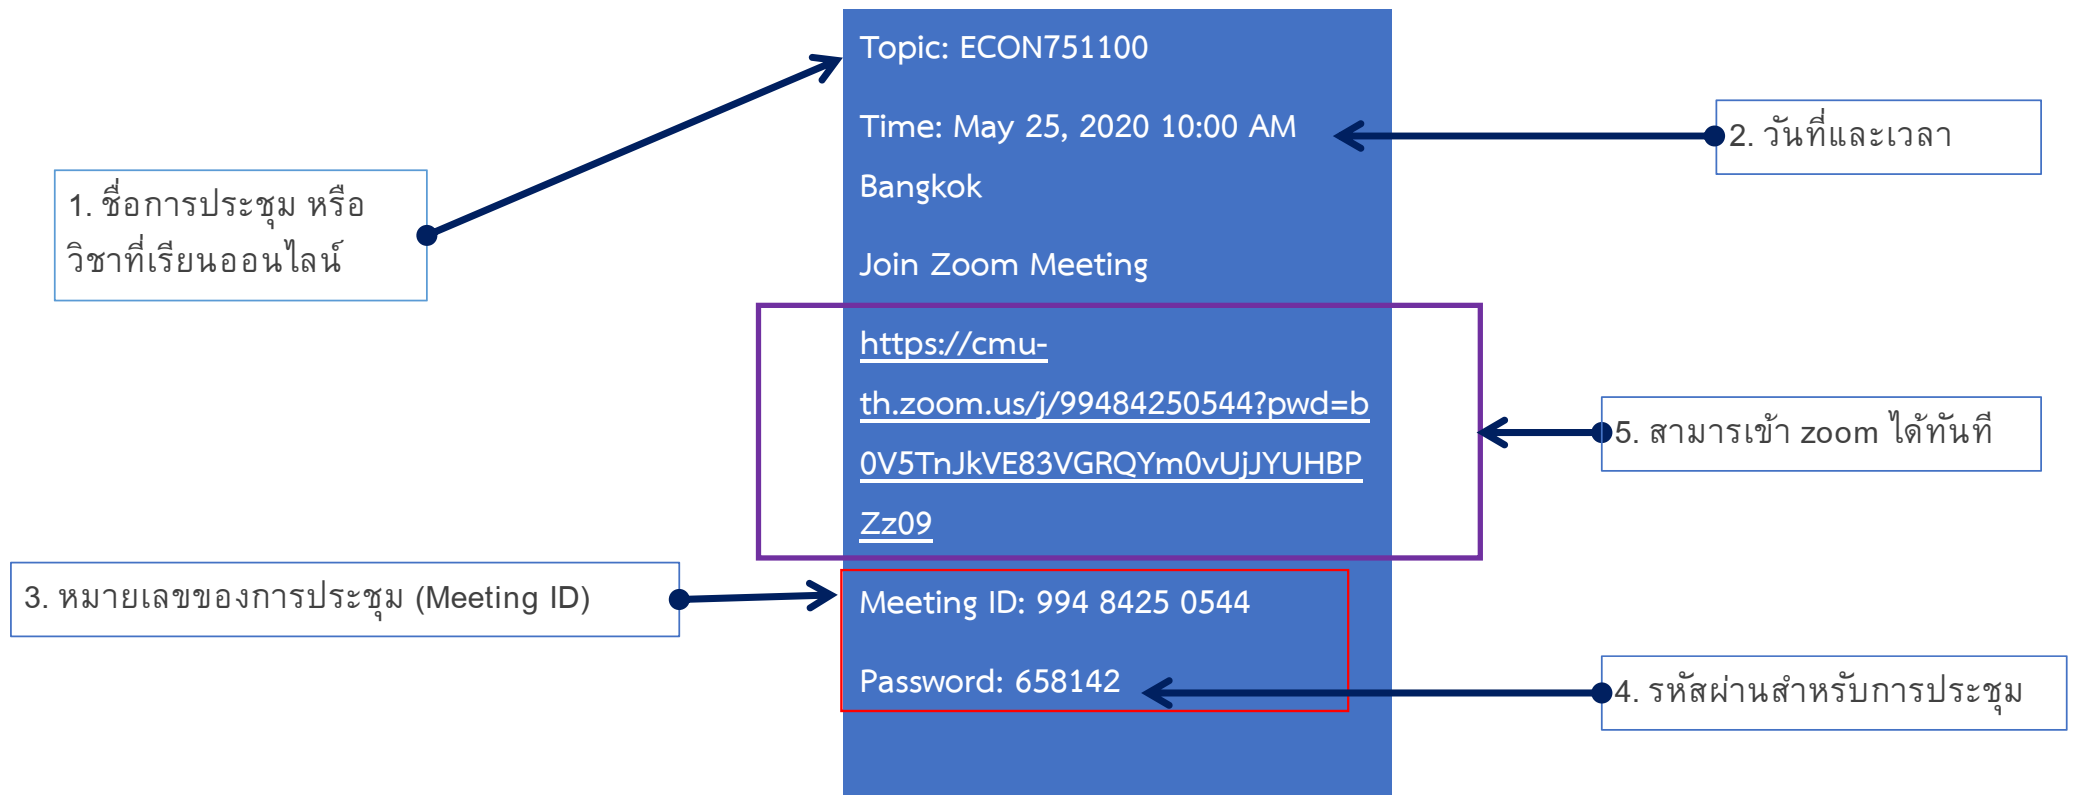 Topic: ECON751100
Time: May 25, 2020 10:00 AM
Bangkok
Join Zoom Meeting
https://cmu-
th.zoom.us/j/99484250544?pwd=b
0V5TnJkVE83VGRQYm0vUjJYUHBP
Zz09
Meeting ID: 994 8425 0544
Password: 658142
1. ชื่อการประชุม หรือ
วิชาที่เรียนออนไลน์
2. วันที่และเวลา
3. หมายเลขของการประชุม (Meeting ID)
4. รหัสผ่านสำหรับการประชุม
5. สามารเข้า zoom ได้ทันที